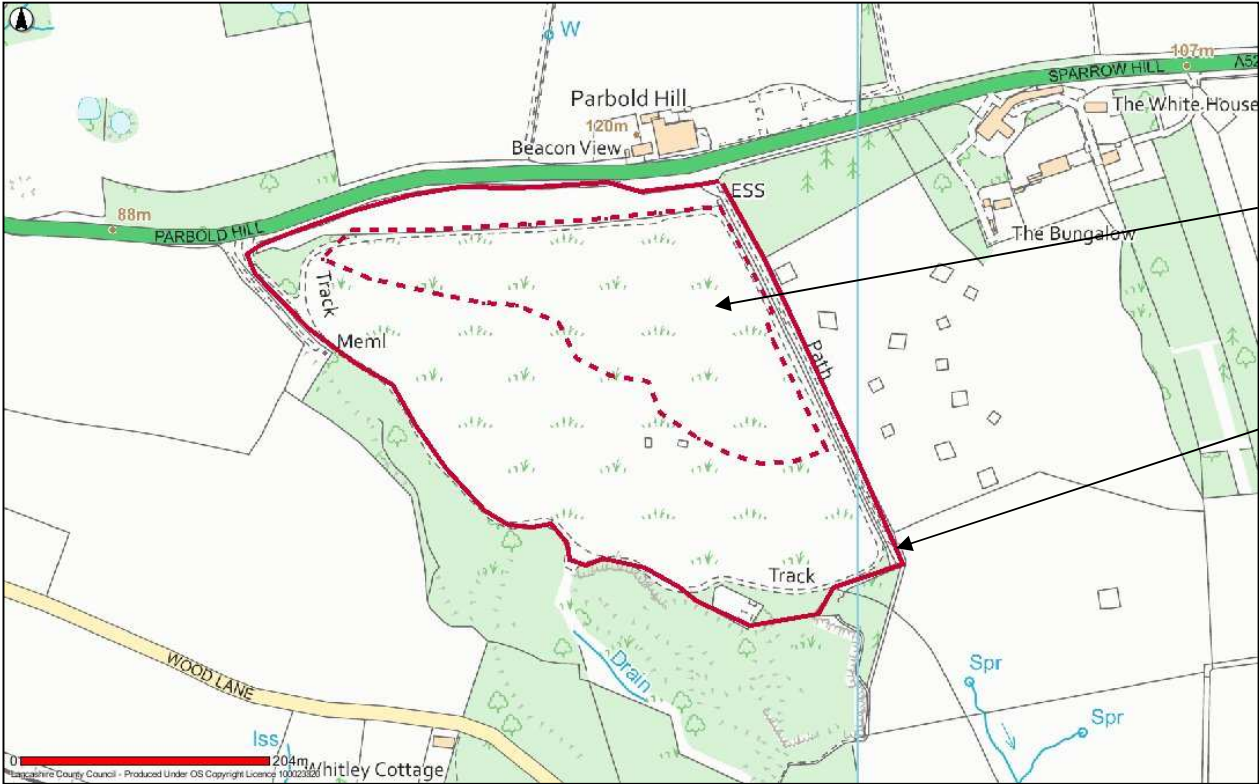 W
107m
A52
SPARROW HILL
Parbold Hill
The White House
120m
Beacon View
ESS
88m
PARBOLD HILL
The Bungalow
Track
Meml
Path
Track
Drain
Spr
WOOD LANE
Spr
Iss
0
204m
Whitley Cottage
Lancashire County Council - Produced Under OS Copyright Licence 100023320